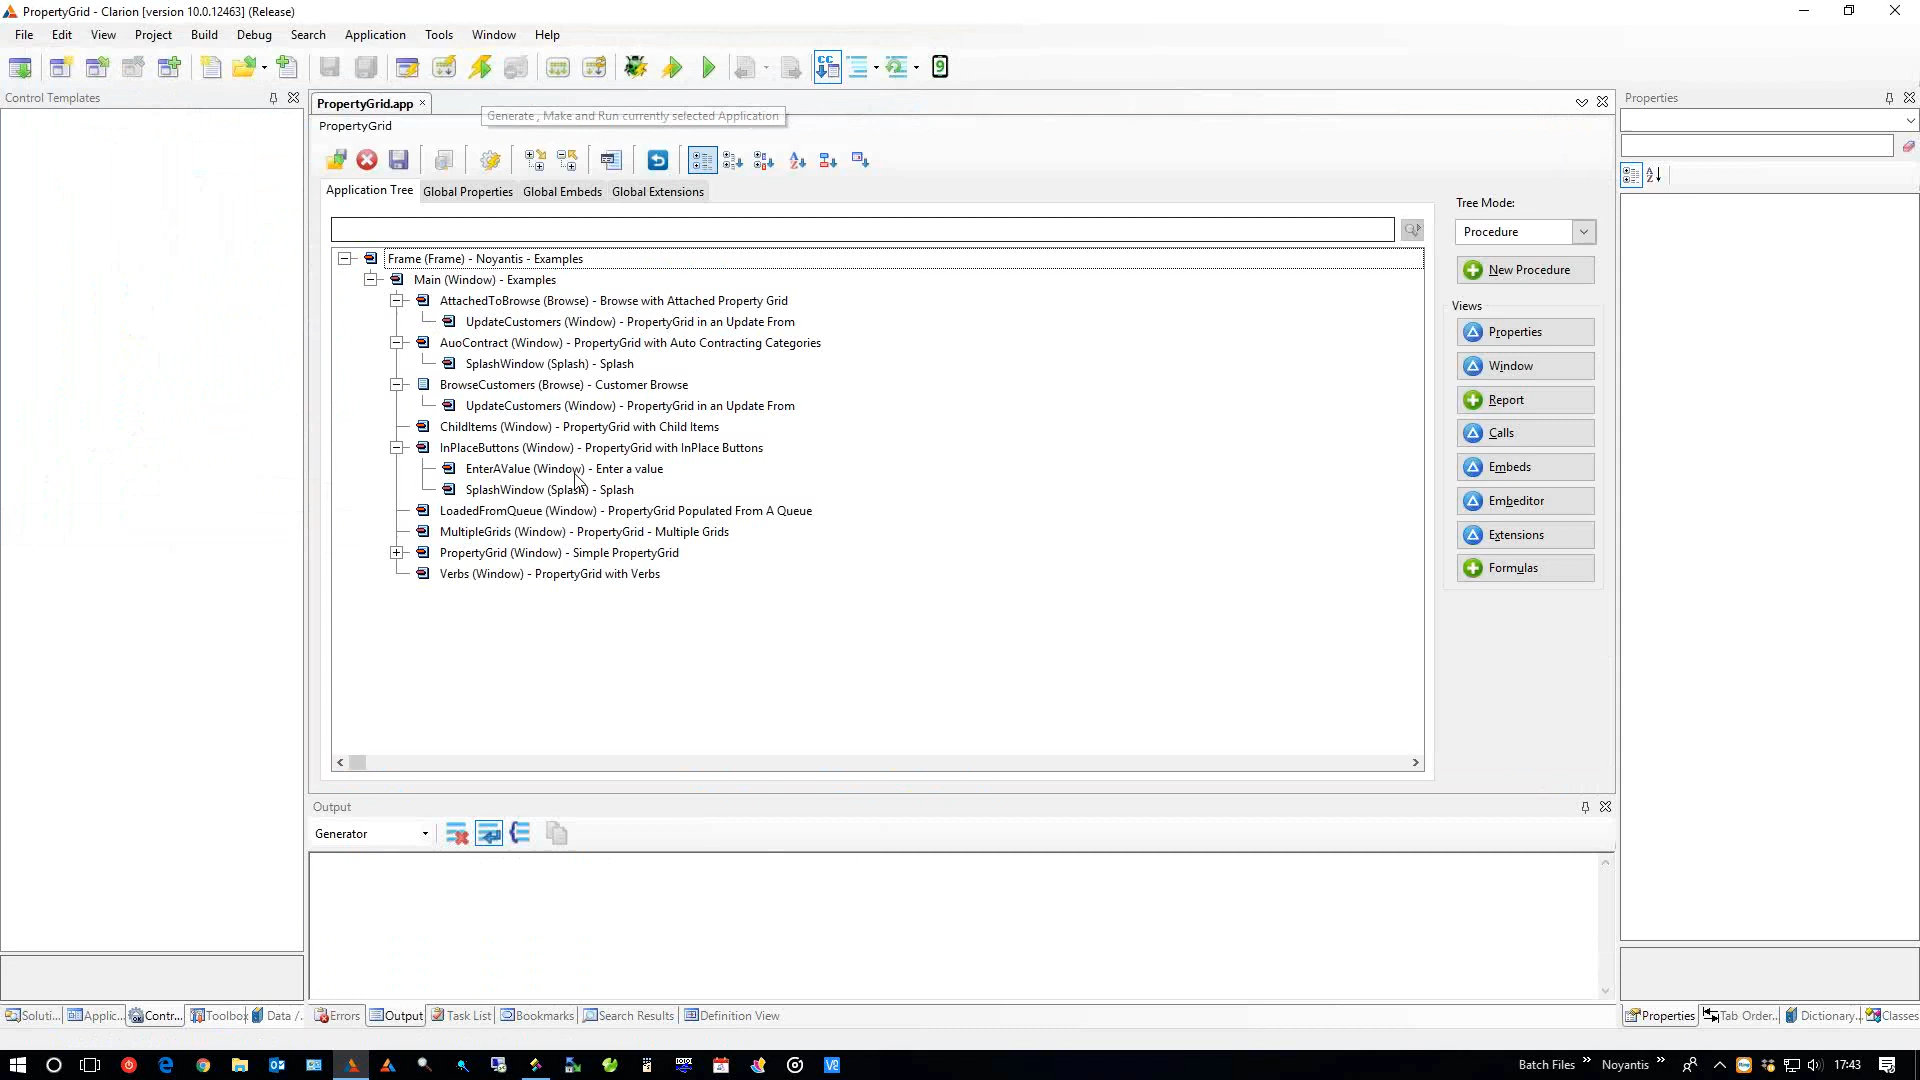 PropertyGrid - Clarion [version 10.0.12463] (Release)
File Edit View Project Build Debug Search Application Tools Window Help
Control Templates
PropertyGrid.app
Generate , Make and Run currently selected Application
Properties
PropertyGrid
Application Tree Global Properties Global Embeds Global Extensions
Tree Mode:
Procedure
New Procedure
Views
Properties
Window
Report
Calls
Embeds
Embeditor
Extensions
Formulas
Frame (Frame) - Noyantis - Examples
Main (Window) - Examples
AttachedToBrowse (Browse) - Browse with Attached Property Grid
UpdateCustomers (Window) - PropertyGrid in an Update From
AuoContract (Window) - PropertyGrid with Auto Contracting Categories
SplashWindow (Splash) - Splash
BrowseCustomers (Browse) - Customer Browse
UpdateCustomers (Window) - PropertyGrid in an Update From
ChildItems (Window) - PropertyGrid with Child Items
InPlaceButtons (Window) - PropertyGrid with InPlace Buttons
EnterAValue (Window) - Enter a value
SplashWindow (Splash) - Splash
LoadedFromQueue (Window) - PropertyGrid Populated From A Queue
MultipleGrids (Window) - PropertyGrid - Multiple Grids
PropertyGrid (Window) - Simple PropertyGrid
Verbs (Window) - PropertyGrid with Verbs
Output
Generator
Soluti... Applic... Contr... Toolbox Data /... Errors Output Task List Bookmarks Search Results Definition View Properties Tab Order... Dictionary... Classes
Batch Files » Noyantis » 17:43